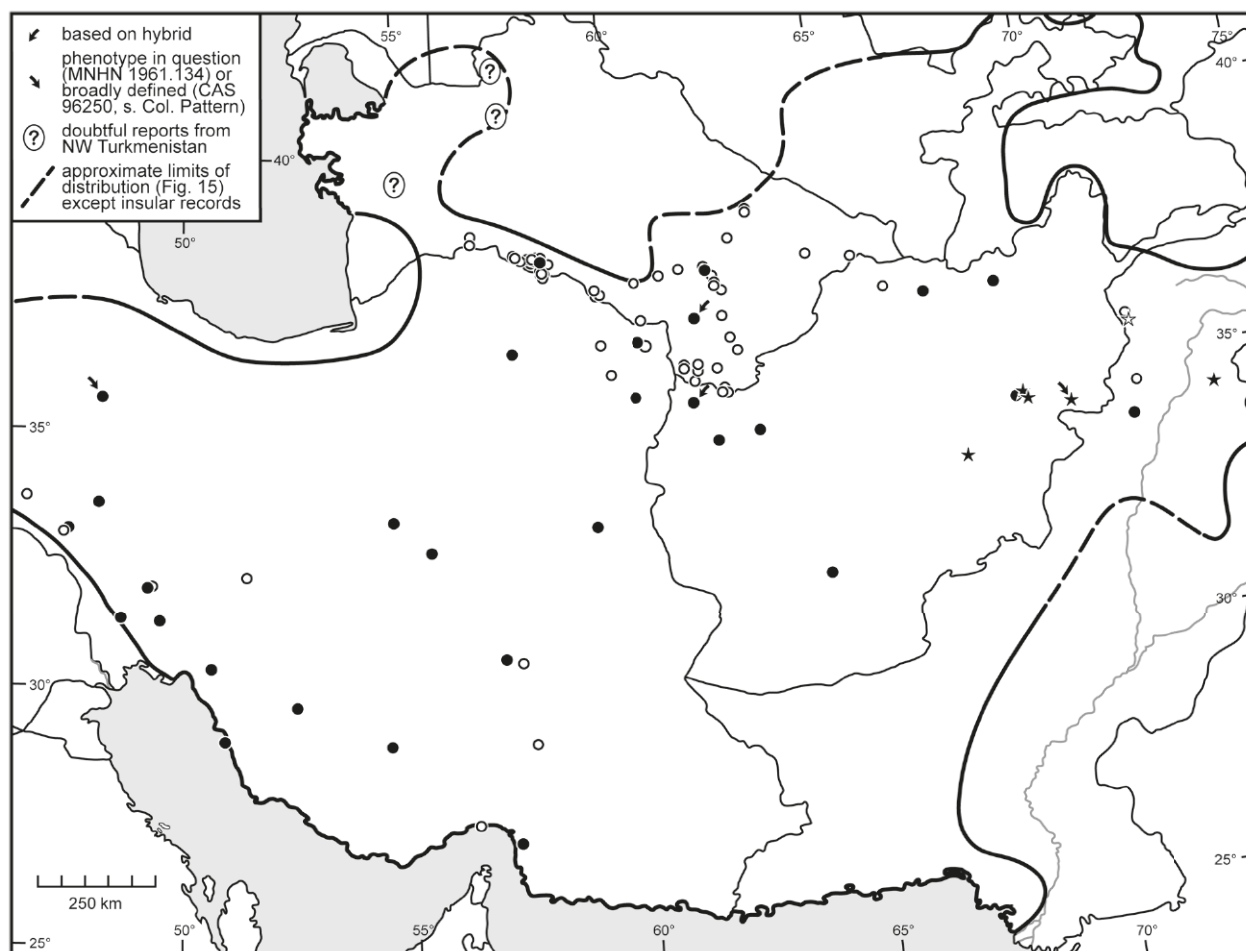 based on hybrid
phenotype in question
(MNHN 1961.134) or
broadly defined (CAS
96250, s. Col. Pattern)
? doubtful reports from
NW Turkmenistan
approximate limits of
distribution (Fig. 15)
except insular records
55°
60°
65°
70°
75°
40°
40°
?
?
?
50°
35°
35°
30°
30°
25°
250 km
25°
50°
55°
60°
65°
70°